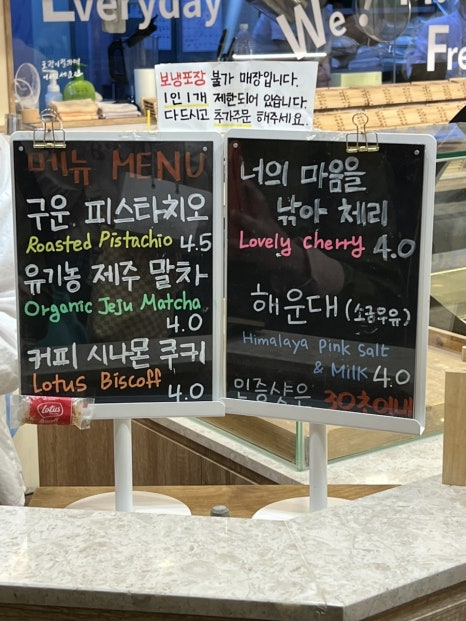 Everyday
We
Fre
보냉포장 불가 매장입니다.
1인 1개 제한되어 있습니다.
다드시고 추가주문 해주세요.
메뉴 MENU
구운 피스타치오
Roasted Pistachio 4.5
유기농 제주 말차
Organic Jeju Matcha
4.0
커피 시나몬 쿠키
Lotus Biscoff
4.0
Lotus
너의 마음을
낚아 체리
Lovely cherry 4.0
해운대 (소금우유)
Himalaya Pink Salt
& Milk 4.0
인증샷은 30초이내